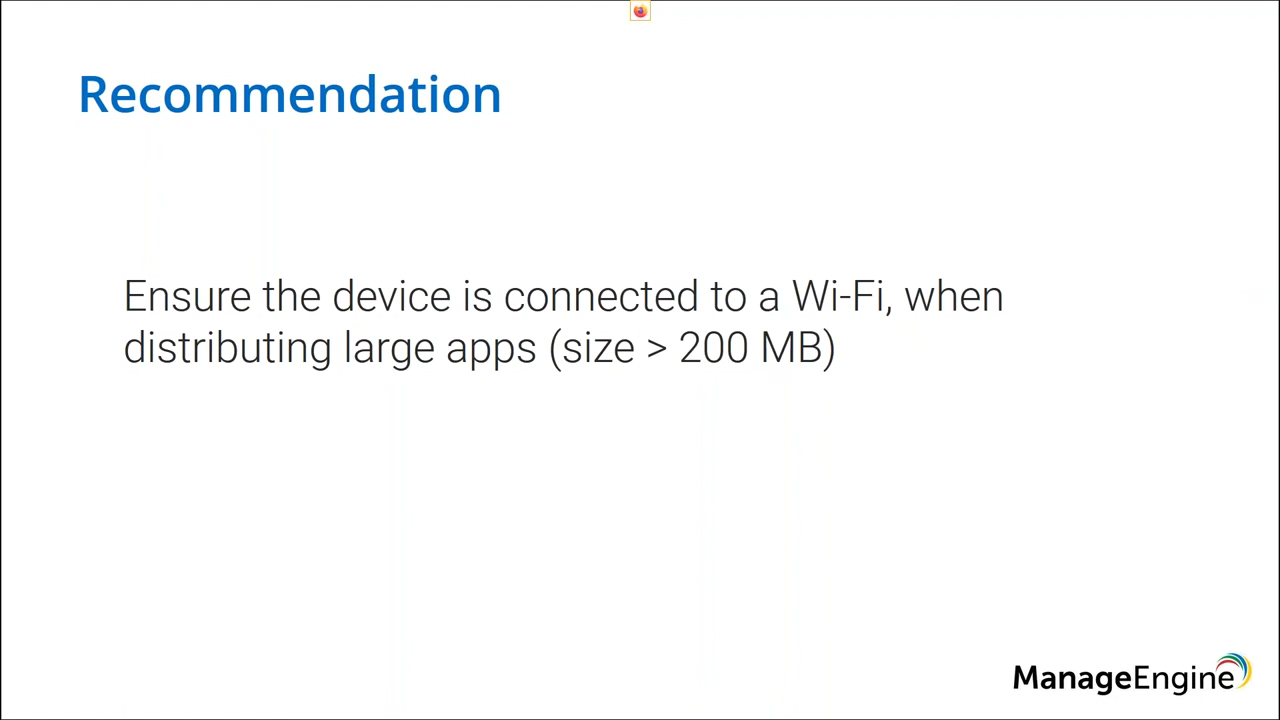 Recommendation
Ensure the device is connected to a Wi-Fi, when
distributing large apps (size > 200 MB)
ManageEngine